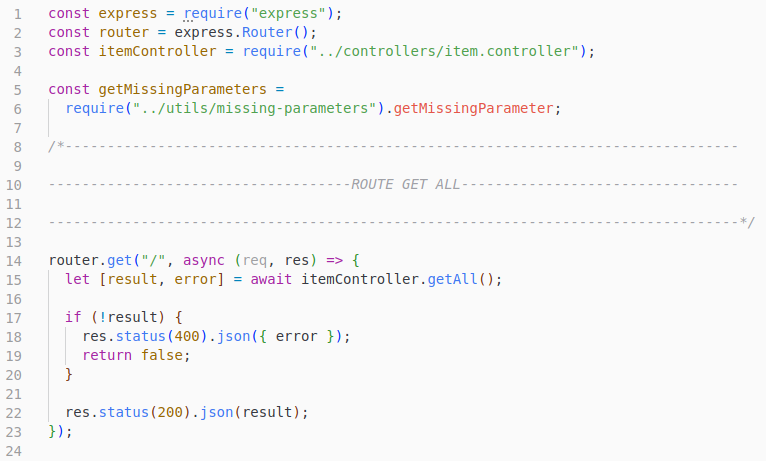 1 const express = require("express");
2 const router = express.Router();
3 const itemController = require("../controllers/item.controller");
4
5 const getMissingParameters =
6   require("../utils/missing-parameters").getMissingParameter;
7
8 /*--------------------------------------------------------------------------------
9
10 ------------------------------------ROUTE GET ALL---------------------------------
11
12 ----------------------------------------------------------------------------------*/
13
14 router.get("/", async (req, res) => {
15   let [result, error] = await itemController.getAll();
16
17   if (!result) {
18     res.status(400).json({ error });
19     return false;
20   }
21
22   res.status(200).json(result);
23 });
24